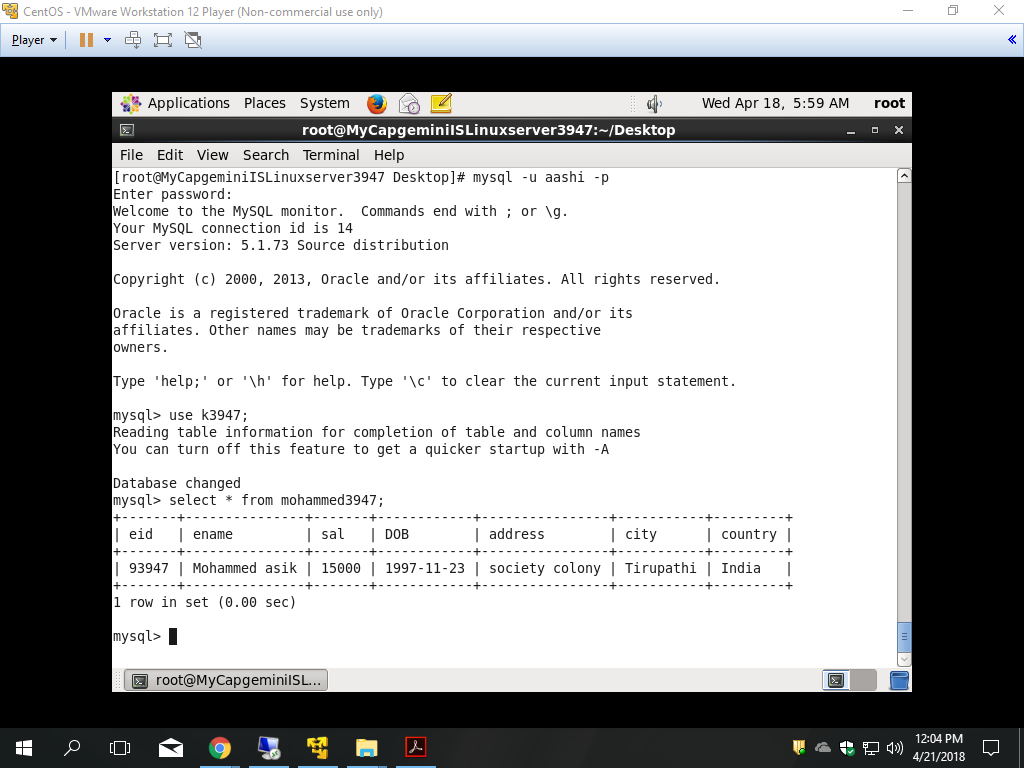 CentOS - VMware Workstation 12 Player (Non-commercial use only)
Player
Applications Places System Wed Apr 18, 5:59 AM root
root@MyCapgeminiISLinuxserver3947:~/Desktop
File Edit View Search Terminal Help
[root@MyCapgeminiISLinuxserver3947 Desktop]# mysql -u aashi -p
Enter password:
Welcome to the MySQL monitor.  Commands end with ; or \g.
Your MySQL connection id is 14
Server version: 5.1.73 Source distribution
Copyright (c) 2000, 2013, Oracle and/or its affiliates. All rights reserved.
Oracle is a registered trademark of Oracle Corporation and/or its
affiliates. Other names may be trademarks of their respective
owners.
Type 'help;' or '\h' for help. Type '\c' to clear the current input statement.
mysql> use k3947;
Reading table information for completion of table and column names
You can turn off this feature to get a quicker startup with -A
Database changed
mysql> select * from mohammed3947;
+-------+---------------+-------+------------+----------------+-----------+---------+
| eid   | ename         | sal   | DOB        | address        | city      | country |
+-------+---------------+-------+------------+----------------+-----------+---------+
| 93947 | Mohammed asik | 15000 | 1997-11-23 | society colony | Tirupathi | India   |
+-------+---------------+-------+------------+----------------+-----------+---------+
1 row in set (0.00 sec)
mysql>
root@MyCapgeminiISL...
12:04 PM
4/21/2018